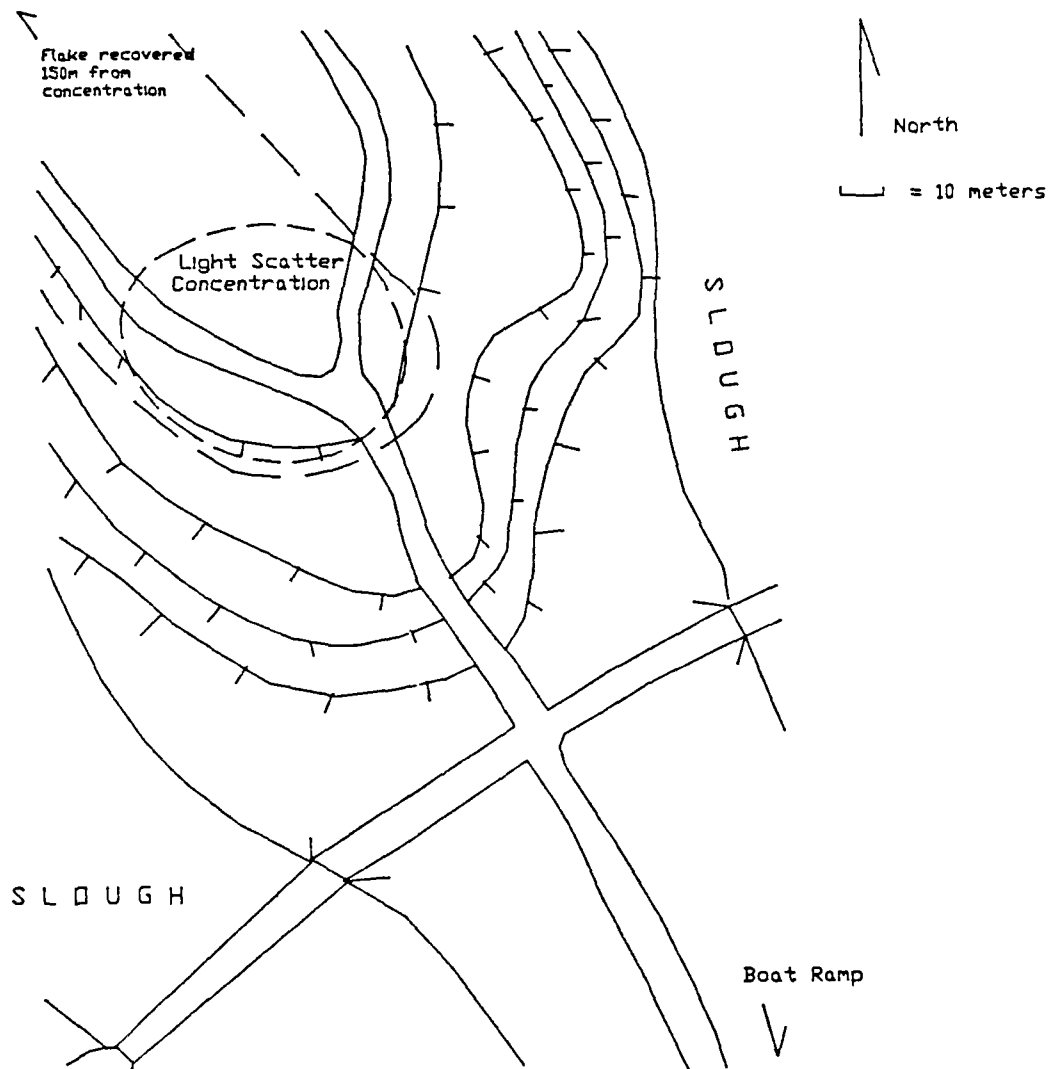 Flake recovered
150m from
concentration
North
= 10 meters
Light Scatter
Concentration
SLOUGH
SLOUGH
Boat Ramp